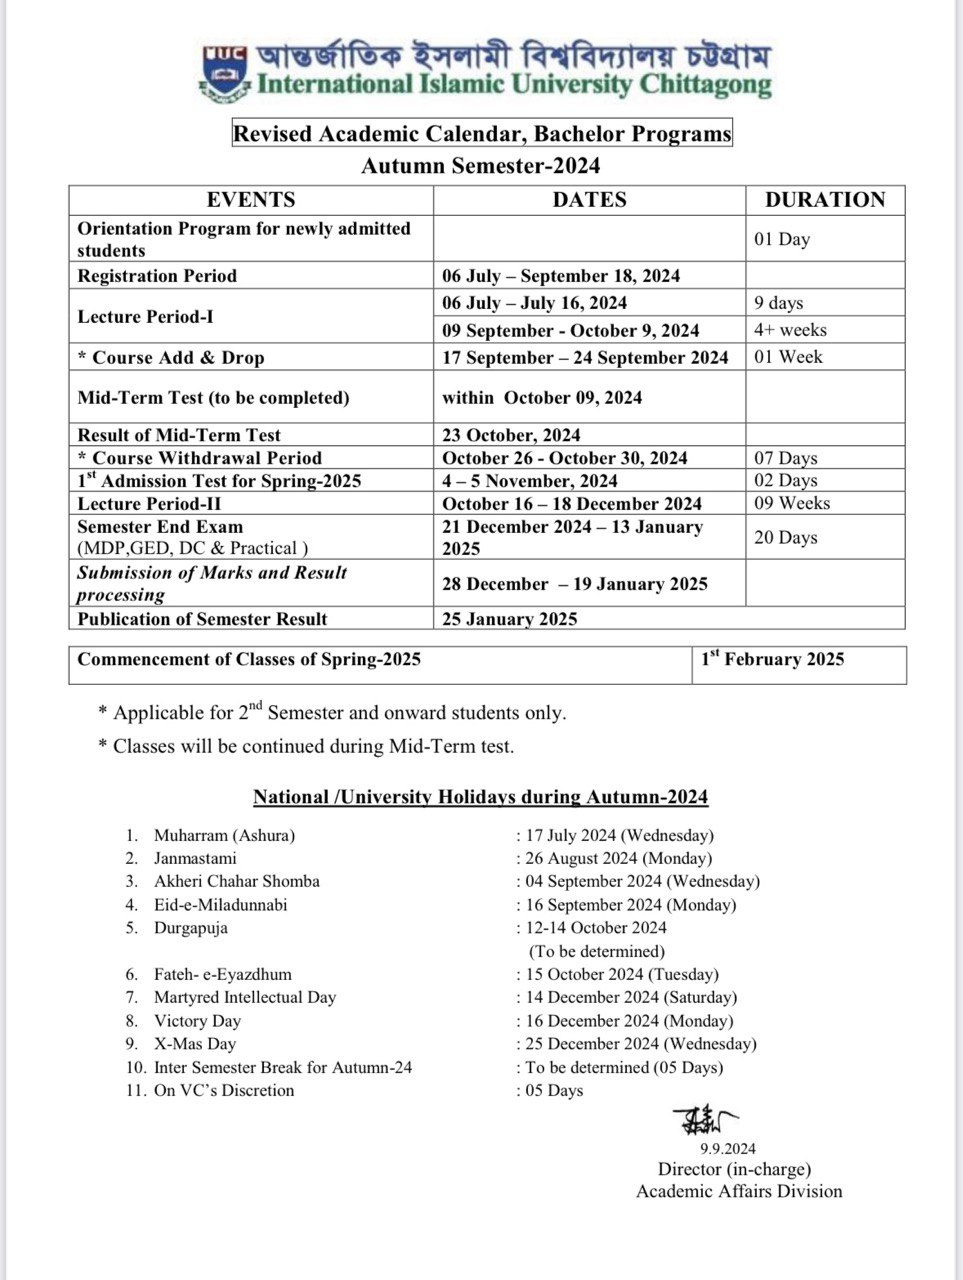 IIUC
আন্তর্জাতিক ইসলামী বিশ্ববিদ্যালয় চট্টগ্রাম
International Islamic University Chittagong
Revised Academic Calendar, Bachelor Programs
Autumn Semester-2024
EVENTS DATES DURATION
Orientation Program for newly admitted
students
01 Day
Registration Period 06 July – September 18, 2024
Lecture Period-I
06 July – July 16, 2024 9 days
09 September - October 9, 2024 4+ weeks
* Course Add & Drop 17 September – 24 September 2024 01 Week
Mid-Term Test (to be completed) within October 09, 2024
Result of Mid-Term Test 23 October, 2024
* Course Withdrawal Period October 26 - October 30, 2024 07 Days
1st Admission Test for Spring-2025 4 – 5 November, 2024 02 Days
Lecture Period-II October 16 – 18 December 2024 09 Weeks
Semester End Exam
(MDP,GED, DC & Practical )
21 December 2024 – 13 January
2025
20 Days
Submission of Marks and Result
processing
28 December – 19 January 2025
Publication of Semester Result 25 January 2025
Commencement of Classes of Spring-2025 1st February 2025
* Applicable for 2nd Semester and onward students only.
* Classes will be continued during Mid-Term test.
National /University Holidays during Autumn-2024
1. Muharram (Ashura) : 17 July 2024 (Wednesday)
2. Janmastami : 26 August 2024 (Monday)
3. Akheri Chahar Shomba : 04 September 2024 (Wednesday)
4. Eid-e-Miladunnabi : 16 September 2024 (Monday)
5. Durgapuja : 12-14 October 2024
(To be determined)
6. Fateh- e-Eyazdhum : 15 October 2024 (Tuesday)
7. Martyred Intellectual Day : 14 December 2024 (Saturday)
8. Victory Day : 16 December 2024 (Monday)
9. X-Mas Day : 25 December 2024 (Wednesday)
10. Inter Semester Break for Autumn-24 : To be determined (05 Days)
11. On VC’s Discretion : 05 Days
9.9.2024
Director (in-charge)
Academic Affairs Division